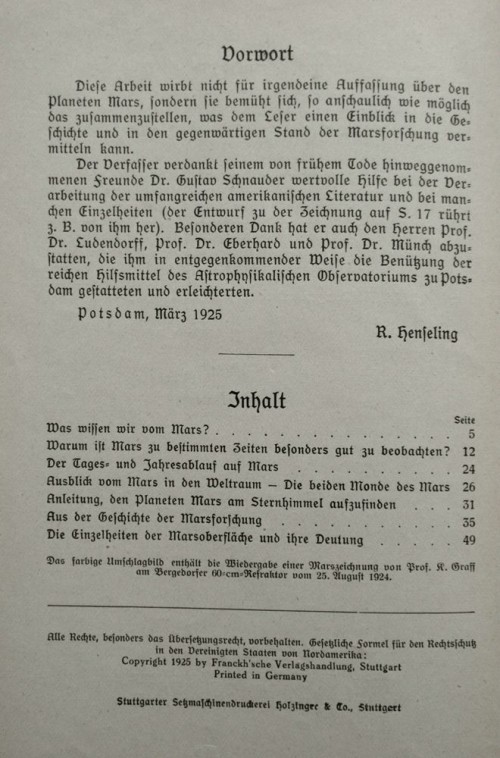 Vorwort
Diese Arbeit wirbt nicht für irgendeine Auffassung über den
Planeten Mars, sondern sie bemüht sich, so anschaulich wie möglich
das zusammenzustellen, was dem Leser einen Einblick in die Ge-
schichte und in den gegenwärtigen Stand der Marsforschung ver-
mitteln kann.
Der Verfasser verdankt seinem von frühem Tode hinweggenom-
menen Freunde Dr. Gustav Schnauder wertvolle Hilfe bei der Ver-
arbeitung der umfangreichen amerikanischen Literatur und bei man-
chen Einzelheiten (der Entwurf zu der Zeichnung auf S. 17 rührt
z. B. von ihm her). Besonderen Dank hat er auch den Herren Prof.
Dr. Ludendorff, Prof. Dr. Eberhard und Prof. Dr. Münch abzu-
statten, die ihm in entgegenkommender Weise die Benützung der
reichen Hilfsmittel des Astrophysikalischen Observatoriums zu Pots-
dam gestatteten und erleichterten.
Potsdam, März 1925
R. Henseling
Inhalt
Seite
Was wissen wir vom Mars? . . . . . . . . . . . . . . 5
Warum ist Mars zu bestimmten Zeiten besonders gut zu beobachten? 12
Der Tages- und Jahresablauf auf Mars . . . . . . . . . 24
Ausblick vom Mars in den Weltraum – Die beiden Monde des Mars 26
Anleitung, den Planeten Mars am Sternhimmel aufzufinden . . . 31
Aus der Geschichte der Marsforschung . . . . . . . . . 35
Die Einzelheiten der Marsoberfläche und ihre Deutung . . . . 49
Das farbige Umschlagbild enthält die Wiedergabe einer Marszeichnung von Prof. K. Graff
am Bergedorfer 60-cm-Refraktor vom 25. August 1924.
Alle Rechte, besonders das Übersetzungsrecht, vorbehalten. Gesetzliche Formel für den Rechtsschutz
in den Vereinigten Staaten von Nordamerika:
Copyright 1925 by Franckh'sche Verlagshandlung, Stuttgart
Printed in Germany
Stuttgarter Setzmaschinendruckerei Holzinger & Co., Stuttgart